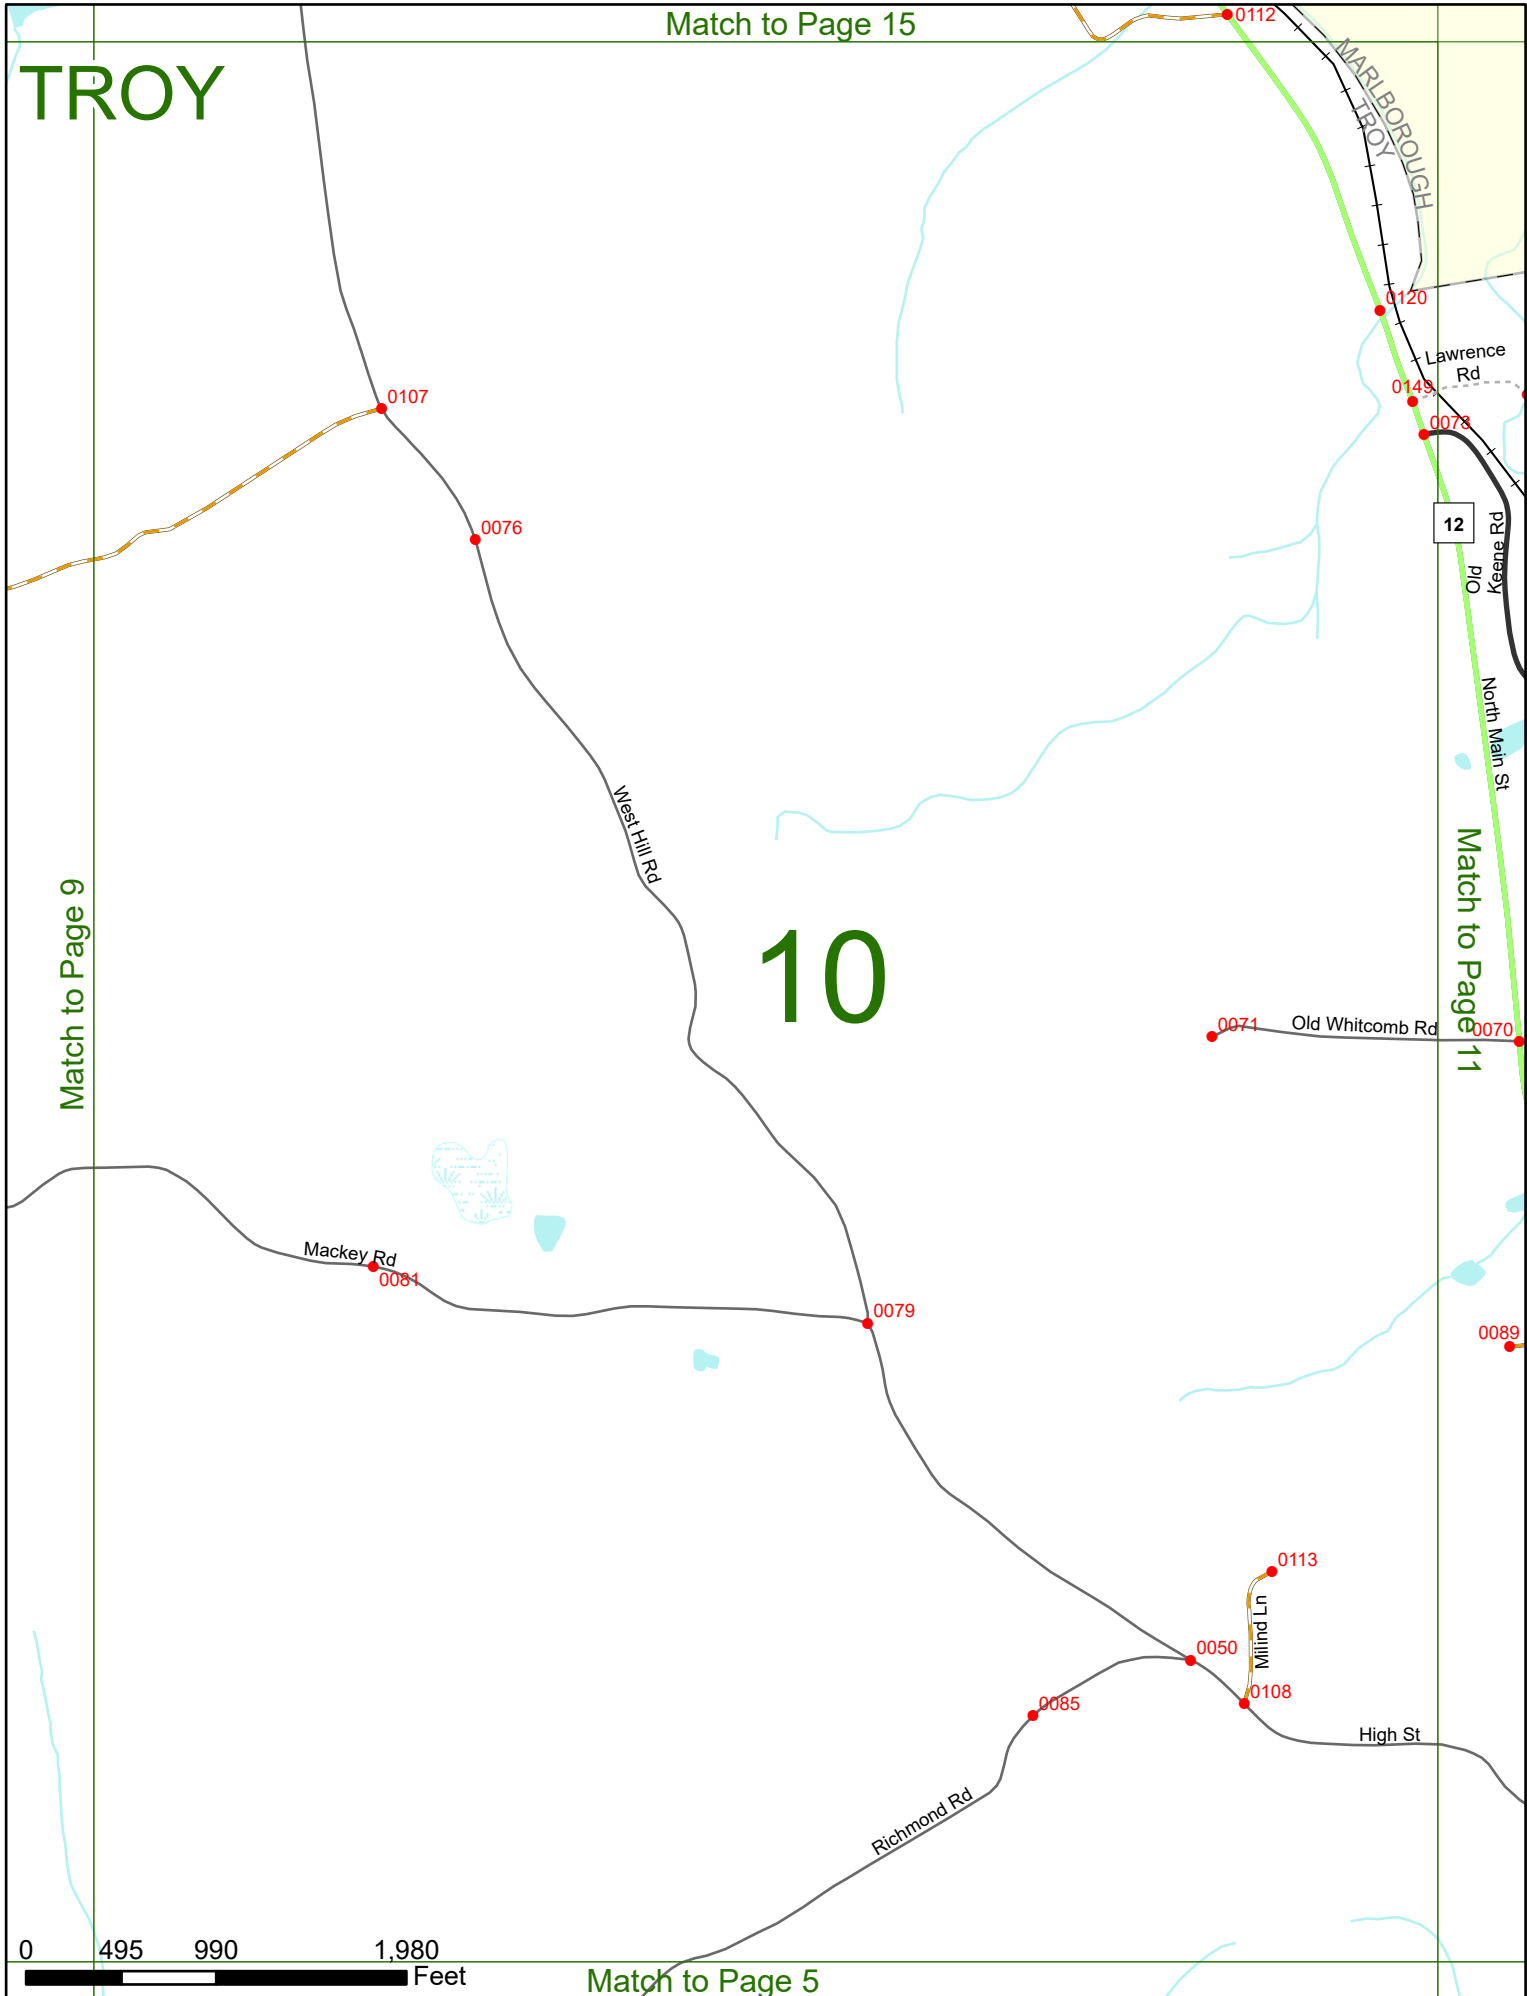 Match to Page 15
0112
TROY
MARLBOROUGH
TROY
0120
Lawrence
Rd
0149
0073
0107
12
0076
Old
Keene Rd
North Main St
West Hill Rd
Match to Page 9
10
Match to Page 11
0071
Old Whitcomb Rd
0070
Mackey Rd
0081
0079
0089
0113
Milind Ln
0050
0108
0085
High St
Richmond Rd
0 495 990 1,980
Feet
Match to Page 5